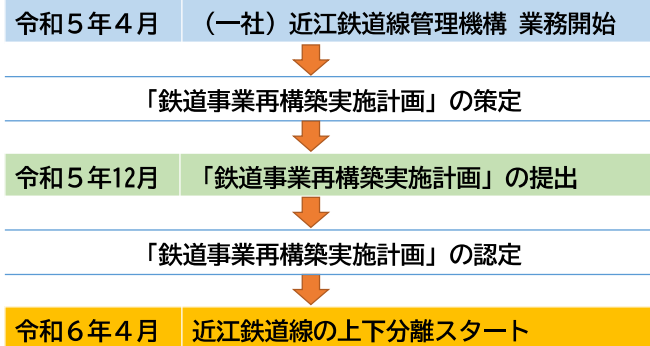 令和５年４月 （一社）近江鉄道線管理機構 業務開始
「鉄道事業再構築実施計画」の策定
令和５年12月 「鉄道事業再構築実施計画」の提出
「鉄道事業再構築実施計画」の認定
令和６年４月 近江鉄道線の上下分離スタート